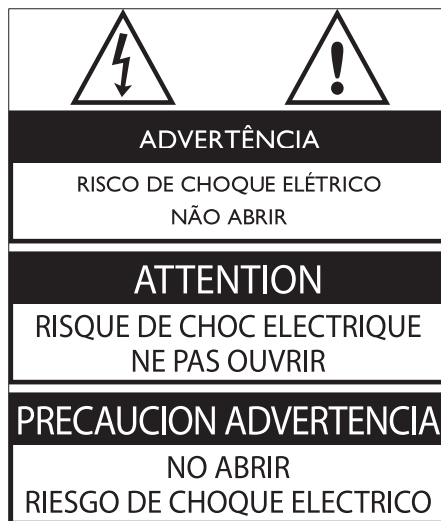 ADVERTÊNCIA
RISCO DE CHOQUE ELÉTRICO
NÃO ABRIR
ATTENTION
RISQUE DE CHOC ELECTRIQUE
NE PAS OUVRIR
PRECAUCION ADVERTENCIA
NO ABRIR
RIESGO DE CHOQUE ELECTRICO